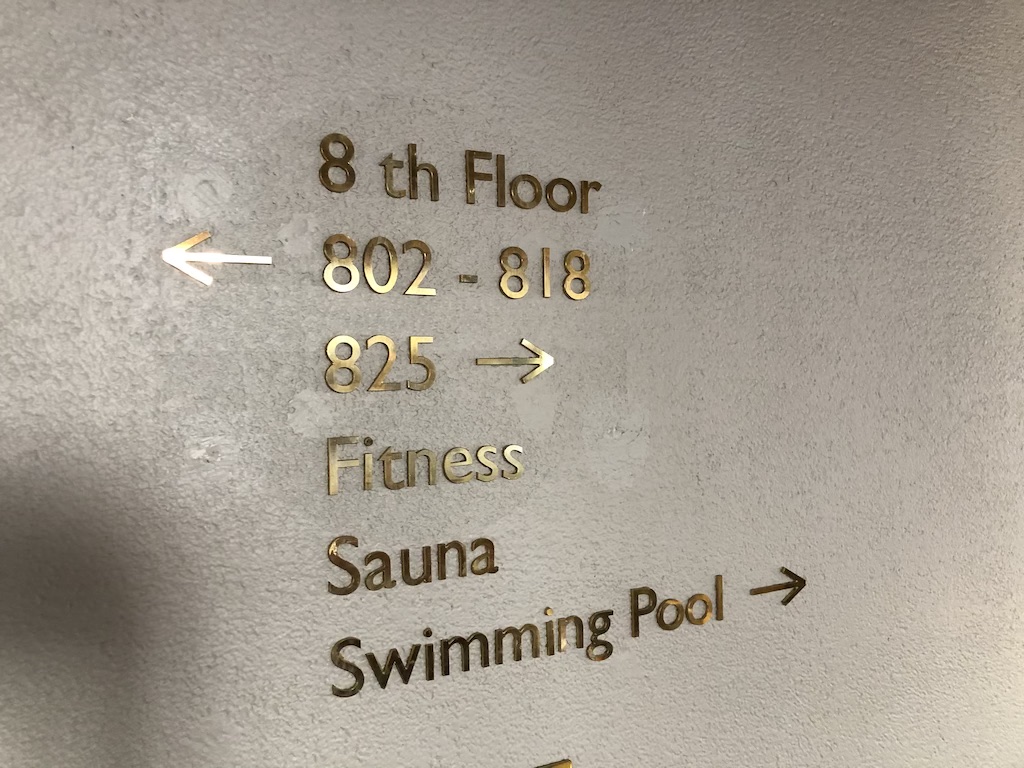 8 th Floor
← 802 - 818
825 →
Fitness
Sauna
Swimming Pool →